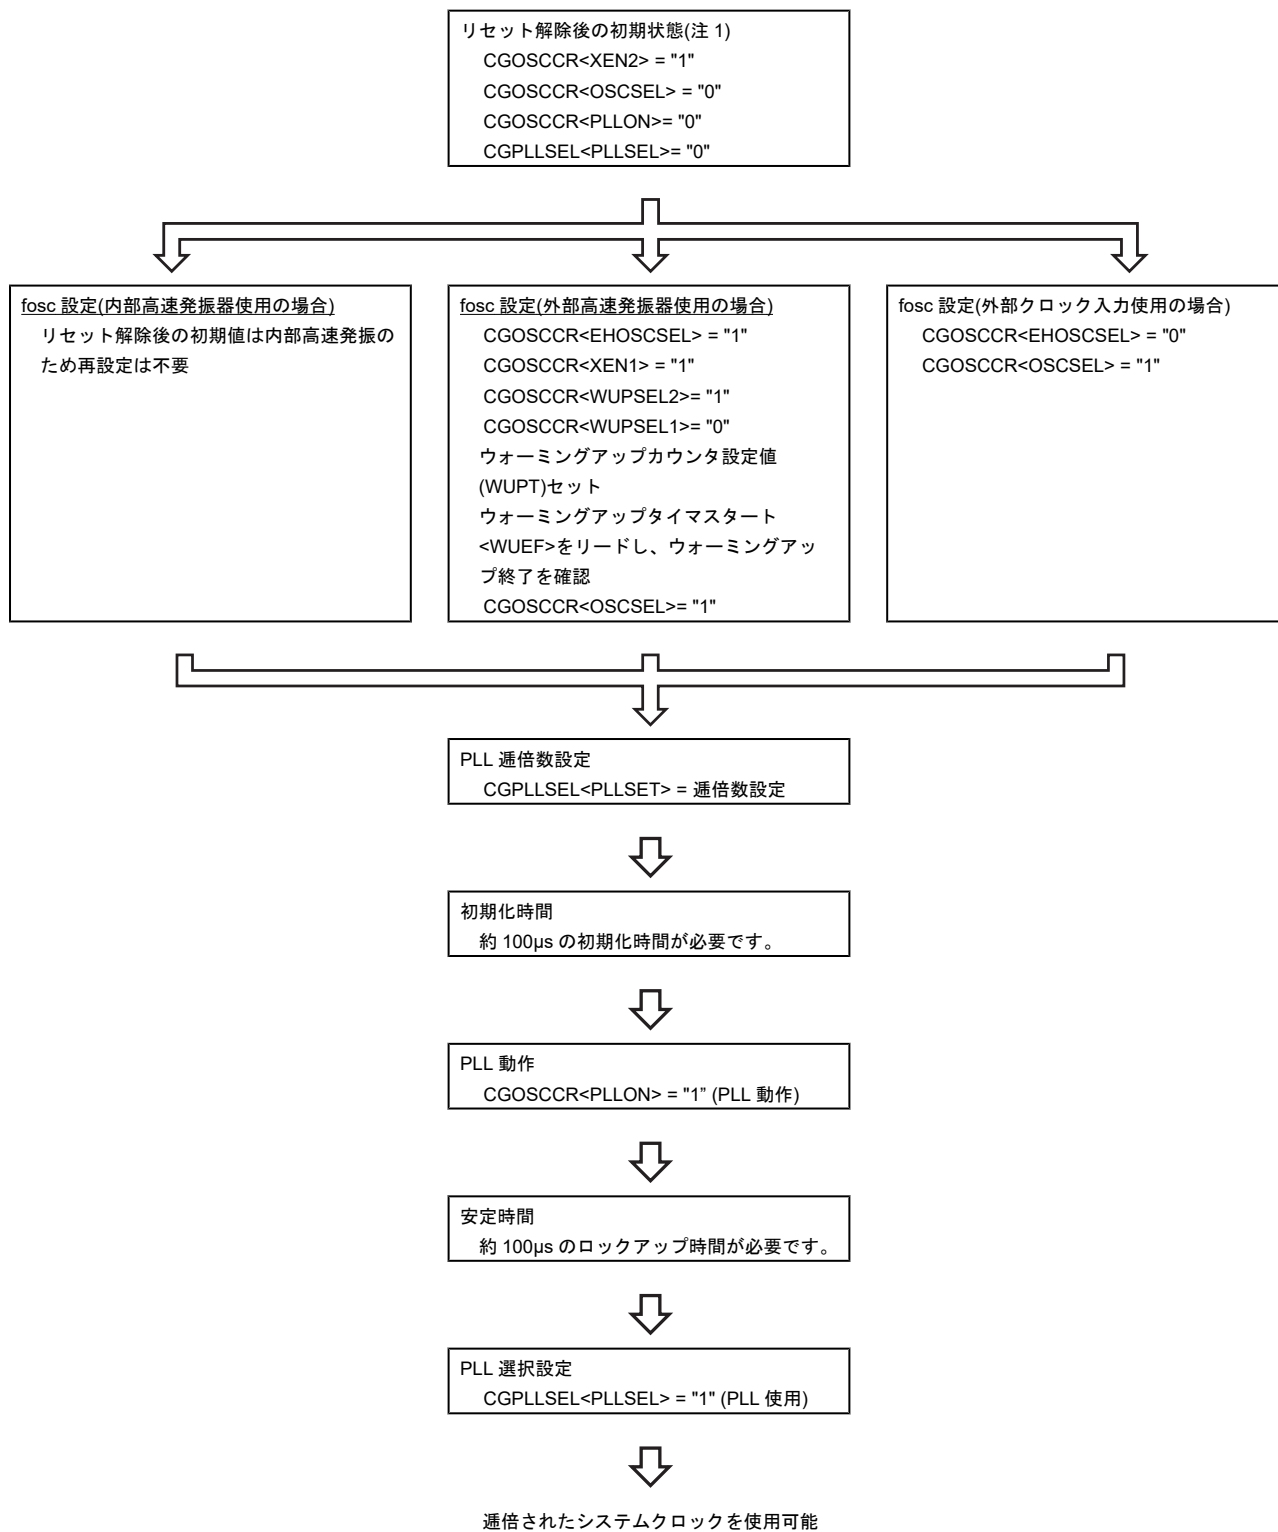 リセット解除後の初期状態(注 1)
CGOSCCR<XEN2> = "1"
CGOSCCR<OSCSEL> = "0"
CGOSCCR<PLLON>= "0"
CGPLLSEL<PLLSEL>= "0"
fosc 設定(内部高速発振器使用の場合)
リセット解除後の初期値は内部高速発振の
ため再設定は不要
fosc 設定(外部高速発振器使用の場合)
CGOSCCR<EHOSCSEL> = "1"
CGOSCCR<XEN1> = "1"
CGOSCCR<WUPSEL2>= "1"
CGOSCCR<WUPSEL1>= "0"
ウォーミングアップカウンタ設定値
(WUPT)セット
ウォーミングアップタイマスタート
<WUEF>をリードし、ウォーミングアッ
プ終了を確認
CGOSCCR<OSCSEL>= "1"
fosc 設定(外部クロック入力使用の場合)
CGOSCCR<EHOSCSEL> = "0"
CGOSCCR<OSCSEL> = "1"
PLL 逓倍数設定
CGPLLSEL<PLLSET> = 逓倍数設定
初期化時間
約 100μs の初期化時間が必要です。
PLL 動作
CGOSCCR<PLLON> = "1” (PLL 動作)
安定時間
約 100μs のロックアップ時間が必要です。
PLL 選択設定
CGPLLSEL<PLLSEL> = "1" (PLL 使用)
逓倍されたシステムクロックを使用可能